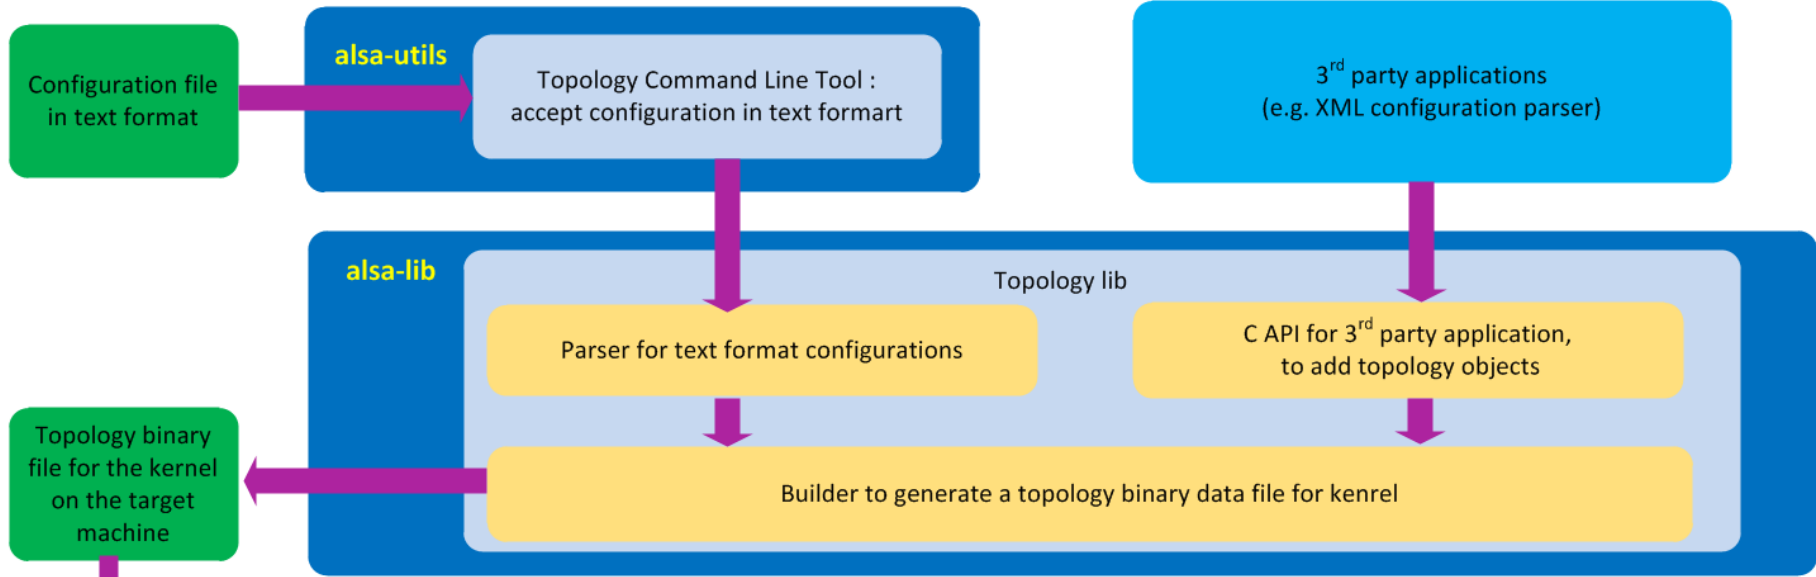 Configuration file
in text format
alsa-utils
Topology Command Line Tool :
accept configuration in text formart
3rd party applications
(e.g. XML configuration parser)
alsa-lib
Topology lib
Parser for text format configurations
C API for 3rd party application,
to add topology objects
Topology binary
file for the kernel
on the target
machine
Builder to generate a topology binary data file for kenrel